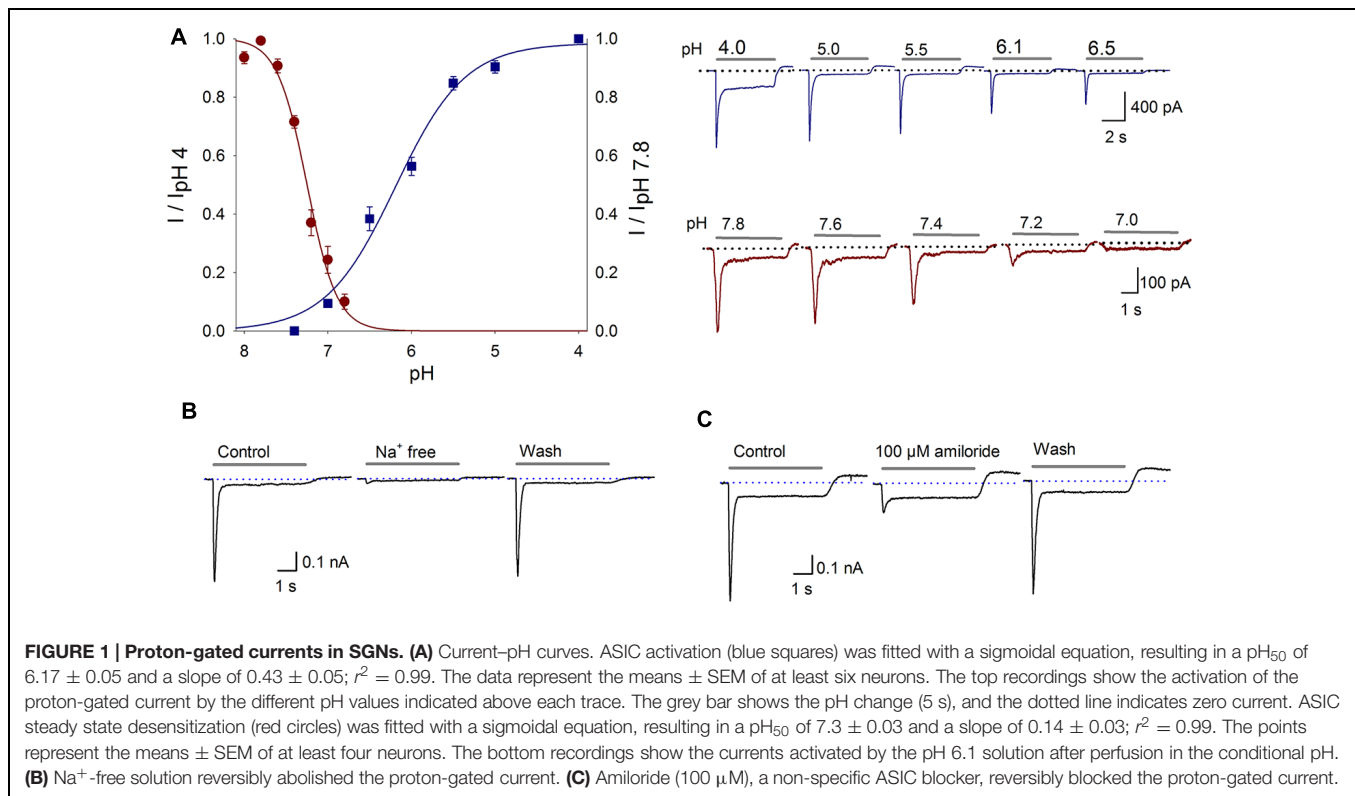 A
1.0
0.8
0.6
0.4
0.2
0.0
I / IpH 4
8
7
6
5
4
pH
1.0
0.8
0.6
0.4
0.2
0.0
I / IpH 7.8
pH 4.0 5.0 5.5 6.1 6.5
400 pA
2 s
pH 7.8 7.6 7.4 7.2 7.0
100 pA
1 s
B
Control Na+ free Wash
0.1 nA
1 s
C
Control 100 µM amiloride Wash
0.1 nA
1 s
FIGURE 1 | Proton-gated currents in SGNs. (A) Current–pH curves. ASIC activation (blue squares) was fitted with a sigmoidal equation, resulting in a pH50 of
6.17 ± 0.05 and a slope of 0.43 ± 0.05; r² = 0.99. The data represent the means ± SEM of at least six neurons. The top recordings show the activation of the
proton-gated current by the different pH values indicated above each trace. The grey bar shows the pH change (5 s), and the dotted line indicates zero current. ASIC
steady state desensitization (red circles) was fitted with a sigmoidal equation, resulting in a pH50 of 7.3 ± 0.03 and a slope of 0.14 ± 0.03; r² = 0.99. The points
represent the means ± SEM of at least four neurons. The bottom recordings show the currents activated by the pH 6.1 solution after perfusion in the conditional pH.
(B) Na+-free solution reversibly abolished the proton-gated current. (C) Amiloride (100 µM), a non-specific ASIC blocker, reversibly blocked the proton-gated current.